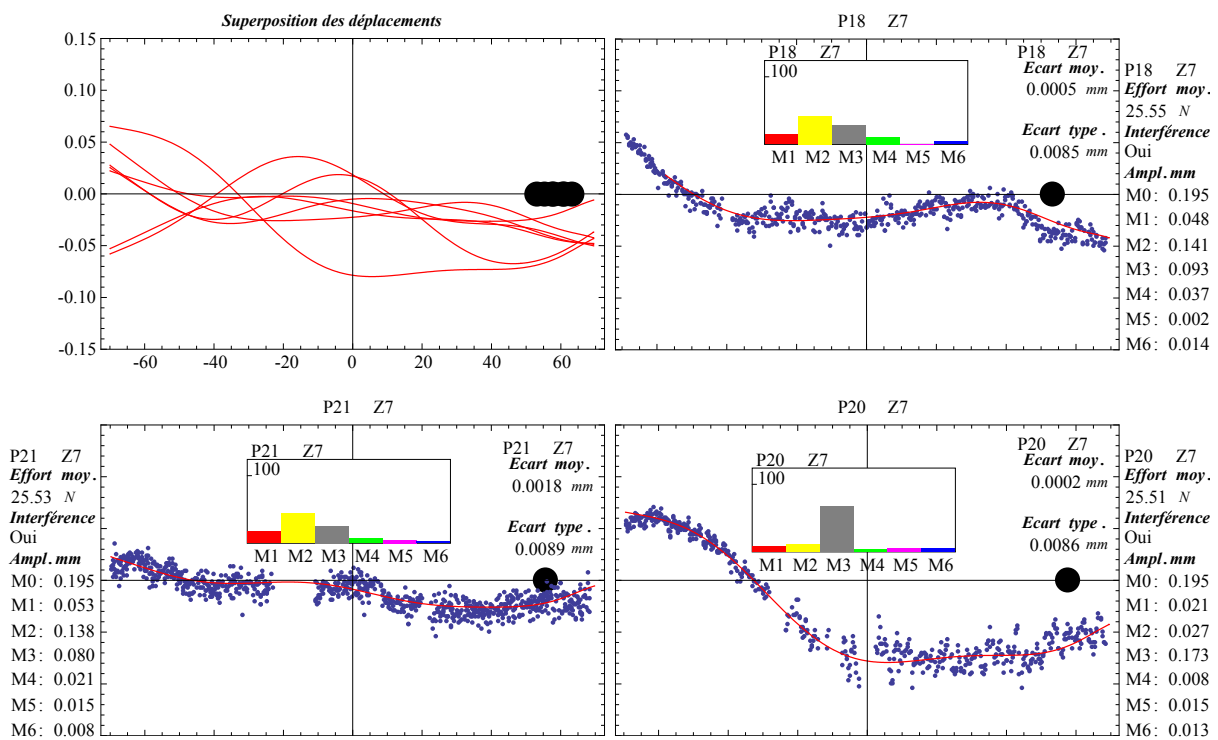 Superposition des déplacements
0.15
0.10
0.05
0.00
-0.05
-0.10
-0.15
-60 -40 -20 0 20 40 60
P18 Z7
P18 Z7
100
M1 M2 M3 M4 M5 M6
P18 Z7
Ecart moy.
0.0005 mm
Ecart type.
0.0085 mm
P18 Z7
Effort moy.
25.55 N
Interférence
Oui
Ampl.mm
M0: 0.195
M1: 0.048
M2: 0.141
M3: 0.093
M4: 0.037
M5: 0.002
M6: 0.014
P21 Z7
P21 Z7
Effort moy.
25.53 N
Interférence
Oui
Ampl.mm
M0: 0.195
M1: 0.053
M2: 0.138
M3: 0.080
M4: 0.021
M5: 0.015
M6: 0.008
P21 Z7
100
M1 M2 M3 M4 M5 M6
P21 Z7
Ecart moy.
0.0018 mm
Ecart type.
0.0089 mm
P20 Z7
P20 Z7
100
M1 M2 M3 M4 M5 M6
P20 Z7
Ecart moy.
0.0002 mm
Ecart type.
0.0086 mm
P20 Z7
Effort moy.
25.51 N
Interférence
Oui
Ampl.mm
M0: 0.195
M1: 0.021
M2: 0.027
M3: 0.173
M4: 0.008
M5: 0.015
M6: 0.013